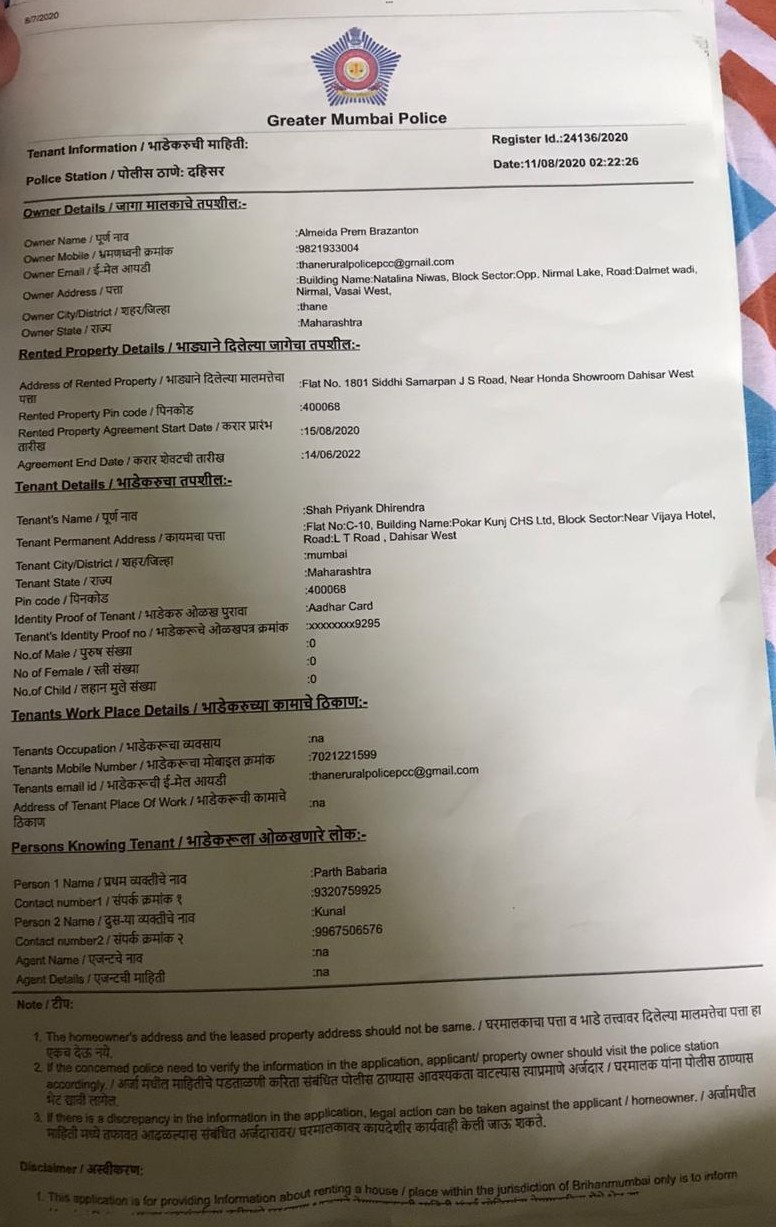 8/7/2020
Greater Mumbai Police
Tenant Information / भाडेकरुची माहिती:
Register Id.:24136/2020
Police Station / पोलीस ठाणे: दहिसर
Date:11/08/2020 02:22:26
Owner Details / जागा मालकाचे तपशील:-
Owner Name / पूर्ण नाव :Almeida Prem Brazanton
Owner Mobile / भ्रमणध्वनी क्रमांक :9821933004
Owner Email / ई-मेल आयडी :thaneruralpolicepcc@gmail.com
Owner Address / पत्ता :Building Name:Natalina Niwas, Block Sector:Opp. Nirmal Lake, Road:Dalmet wadi,
Nirmal, Vasai West,
Owner City/District / शहर/जिल्हा :thane
Owner State / राज्य :Maharashtra
Rented Property Details / भाड्याने दिलेल्या जागेचा तपशील:-
Address of Rented Property / भाड्याने दिलेल्या मालमत्तेचा :Flat No. 1801 Siddhi Samarpan J S Road, Near Honda Showroom Dahisar West
पत्ता
Rented Property Pin code / पिनकोड :400068
Rented Property Agreement Start Date / करार प्रारंभ :15/08/2020
तारीख
Agreement End Date / करार शेवटची तारीख :14/06/2022
Tenant Details / भाडेकरुचा तपशील:-
Tenant's Name / पूर्ण नाव :Shah Priyank Dhirendra
Tenant Permanent Address / कायमचा पत्ता :Flat No:C-10, Building Name:Pokar Kunj CHS Ltd, Block Sector:Near Vijaya Hotel,
Road:L T Road , Dahisar West
Tenant City/District / शहर/जिल्हा :mumbai
Tenant State / राज्य :Maharashtra
Pin code / पिनकोड :400068
Identity Proof of Tenant / भाडेकरु ओळख पुरावा :Aadhar Card
Tenant's Identity Proof no / भाडेकरूचे ओळखपत्र क्रमांक :xxxxxxxx9295
No.of Male / पुरुष संख्या :0
No of Female / स्त्री संख्या :0
No.of Child / लहान मुले संख्या :0
Tenants Work Place Details / भाडेकरुच्या कामाचे ठिकाण:-
Tenants Occupation / भाडेकरूचा व्यवसाय :na
Tenants Mobile Number / भाडेकरूचा मोबाइल क्रमांक :7021221599
Tenants email id / भाडेकरूची ई-मेल आयडी :thaneruralpolicepcc@gmail.com
Address of Tenant Place Of Work / भाडेकरूची कामाचे :na
ठिकाण
Persons Knowing Tenant / भाडेकरूला ओळखणारे लोक:-
Person 1 Name / प्रथम व्यक्तीचे नाव :Parth Babaria
Contact number1 / संपर्क क्रमांक १ :9320759925
Person 2 Name / दुस-या व्यक्तीचे नाव :Kunal
Contact number2 / संपर्क क्रमांक २ :9967506576
Agent Name / एजन्टचे नाव :na
Agent Details / एजन्टची माहिती :na
Note / टीप:
1. The homeowner's address and the leased property address should not be same. / घरमालकाचा पत्ता व भाडे तत्त्वावर दिलेल्या मालमत्तेचा पत्ता हा
एकच देऊ नये.
2. If the concerned police need to verify the information in the application, applicant/ property owner should visit the police station
accordingly. / अर्जा मधील माहितीचे पडताळणी करिता संबंधित पोलीस ठाण्यास आवश्यकता वाटल्यास त्याप्रमाणे अर्जदार / घरमालक यांना पोलीस ठाण्यास
भेट द्यावी लागेल.
3. If there is a discrepancy in the information in the application, legal action can be taken against the applicant / homeowner. / अर्जामधील
माहिती मध्ये तफावत आढळल्यास संबंधित अर्जदारावर/ घरमालकावर कायदेशीर कार्यवाही केली जाऊ शकते.
Disclaimer / अस्वीकरण:
1. This application is for providing Information about renting a house / place within the jurisdiction of Brihanmumbai only is to inform